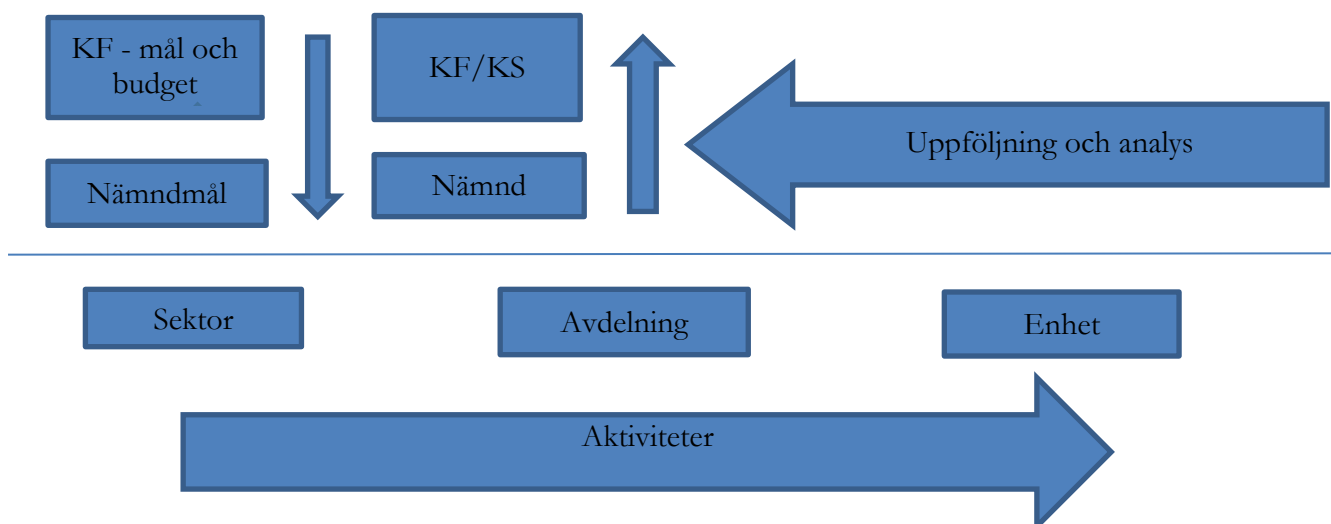 KF - mål och
budget
KF/KS
Uppföljning och analys
Nämndmål
Nämnd
Sektor
Avdelning
Enhet
Aktiviteter